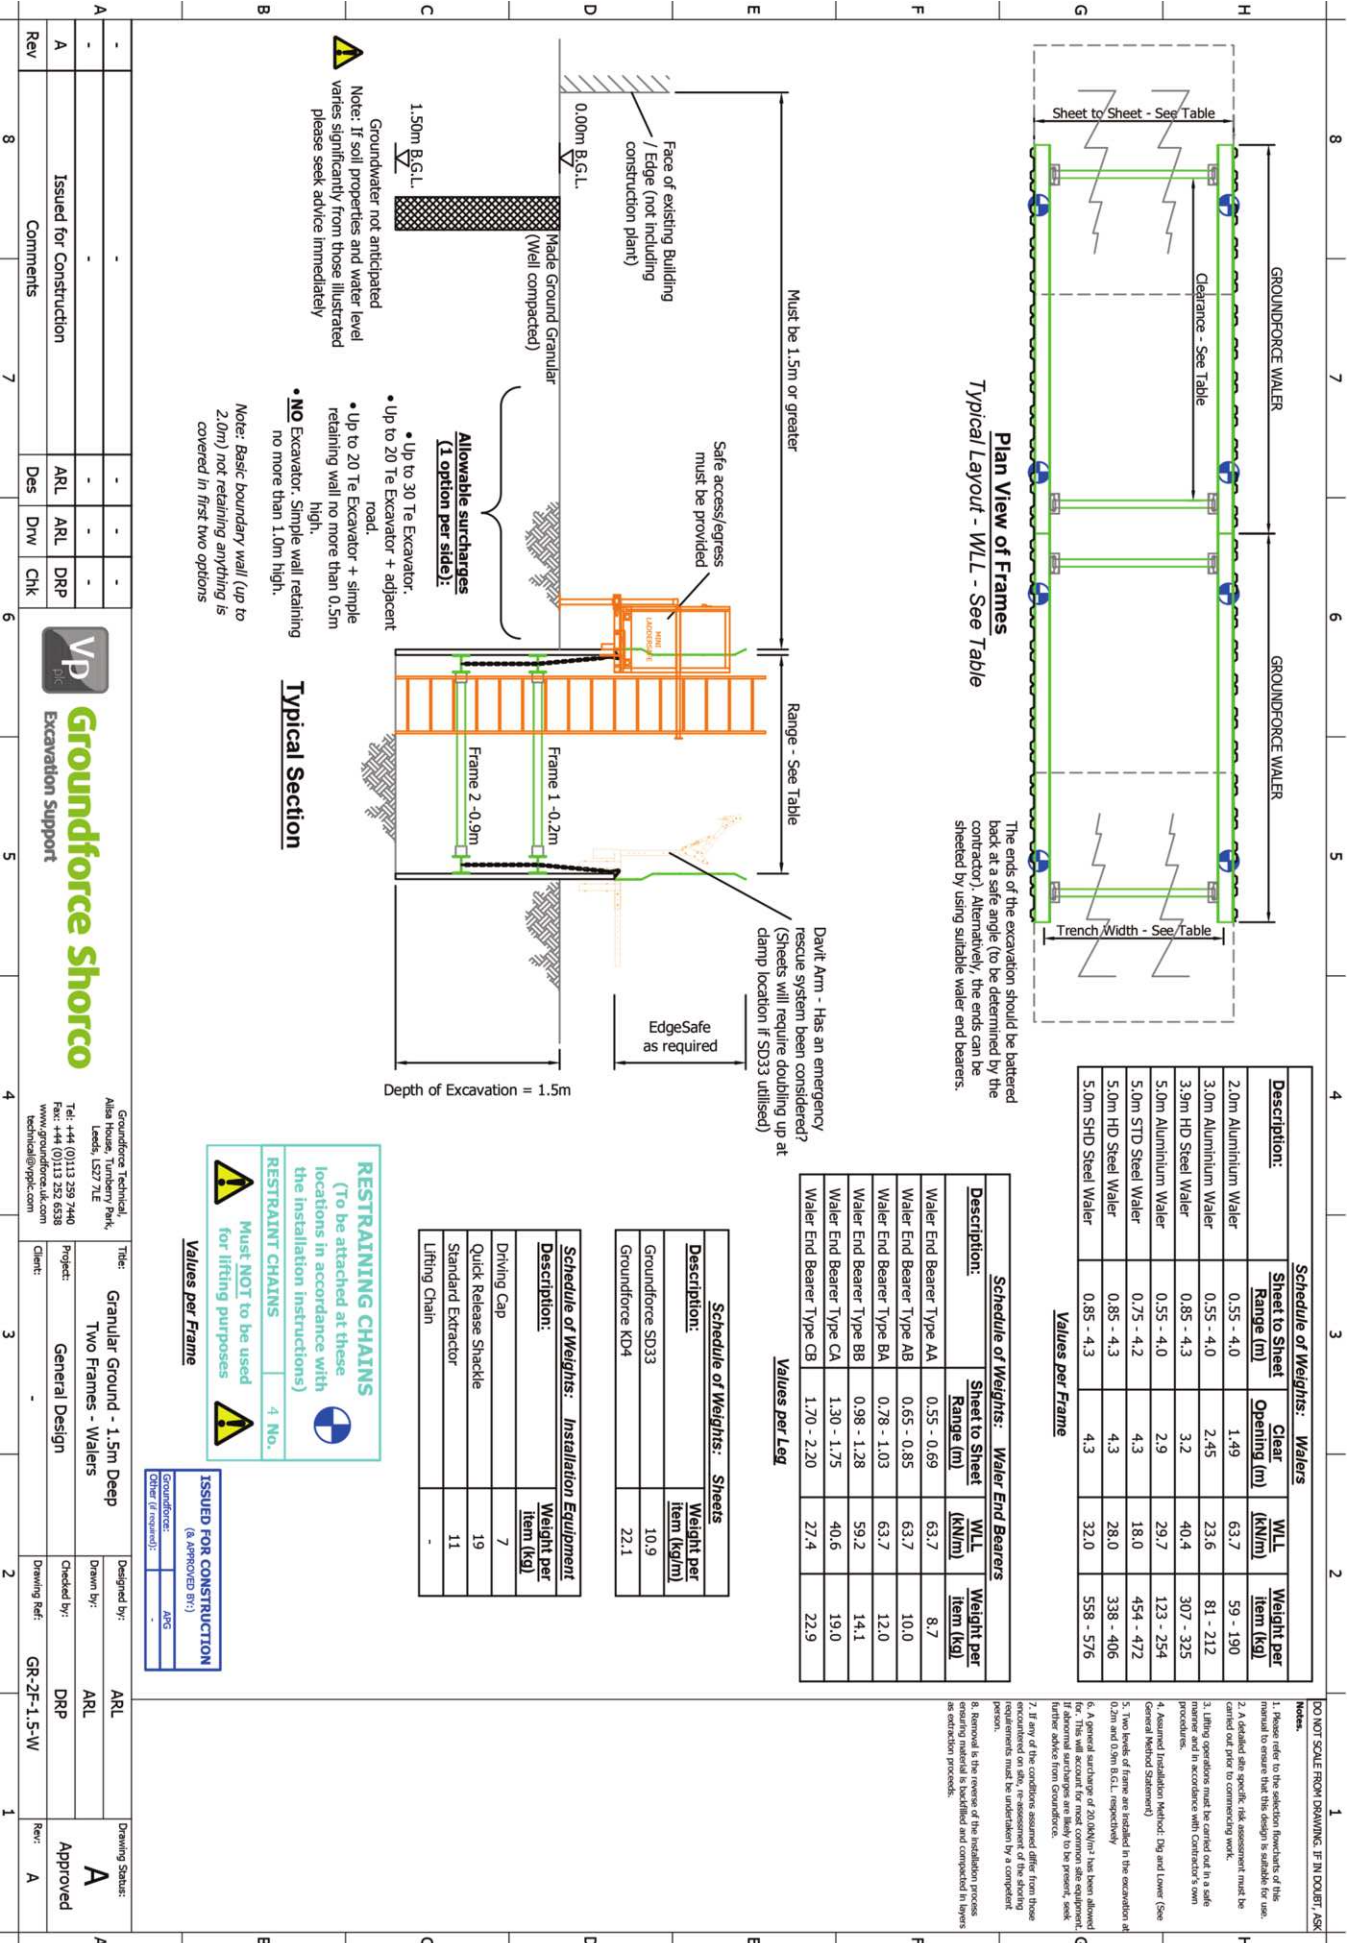 H
G
F
E
D
C
B
A
8
7
6
5
4
3
2
1
Sheet to Sheet - See Table
GROUNDFORCE WALER
GROUNDFORCE WALER
Clearance - See Table
Trench Width - See Table
Plan View of Frames
Typical Layout - WLL - See Table
The ends of the excavation should be battered
back at a safe angle (to be determined by the
contractor). Alternatively, the ends can be
sheeted by using suitable waler end bearers.
Must be 1.5m or greater
Range - See Table
Face of existing Building
/ Edge (not including
construction plant)
0.00m B.G.L.
1.50m B.G.L.
Made Ground Granular
(Well compacted)
Groundwater not anticipated
Note: If soil properties and water level
varies significantly from those illustrated
please seek advice immediately
Safe access/egress
must be provided
MINI
LADDERSAFE
Allowable surcharges
(1 option per side):
• Up to 30 Te Excavator.
• Up to 20 Te Excavator + adjacent
road.
• Up to 20 Te Excavator + simple
retaining wall no more than 0.5m
high.
• NO Excavator. Simple wall retaining
no more than 1.0m high.
Note: Basic boundary wall (up to
2.0m) not retaining anything is
covered in first two options
Frame 1 -0.2m
Frame 2 -0.9m
Typical Section
Davit Arm - Has an emergency
rescue system been considered?
(Sheets will require doubling up at
clamp location if SD33 utilised)
EdgeSafe
as required
Depth of Excavation = 1.5m
Schedule of Weights: Walers
Description: Sheet to Sheet Range (m) Clear Opening (m) WLL (kN/m) Weight per item (kg)
2.0m Aluminium Waler 0.55 - 4.0 1.49 63.7 59 - 190
3.0m Aluminium Waler 0.55 - 4.0 2.45 23.6 81 - 212
3.9m HD Steel Waler 0.85 - 4.3 3.2 40.4 307 - 325
5.0m Aluminium Waler 0.55 - 4.0 2.9 29.7 123 - 254
5.0m STD Steel Waler 0.75 - 4.2 4.3 18.0 454 - 472
5.0m HD Steel Waler 0.85 - 4.3 4.3 28.0 338 - 406
5.0m SHD Steel Waler 0.85 - 4.3 4.3 32.0 558 - 576
Values per Frame
Schedule of Weights: Waler End Bearers
Description: Sheet to Sheet Range (m) WLL (kN/m) Weight per item (kg)
Waler End Bearer Type AA 0.55 - 0.69 63.7 8.7
Waler End Bearer Type AB 0.65 - 0.85 63.7 10.0
Waler End Bearer Type BA 0.78 - 1.03 63.7 12.0
Waler End Bearer Type BB 0.98 - 1.28 59.2 14.1
Waler End Bearer Type CA 1.30 - 1.75 40.6 19.0
Waler End Bearer Type CB 1.70 - 2.20 27.4 22.9
Values per Leg
Schedule of Weights: Sheets
Description: Weight per item (kg/m)
Groundforce SD33 10.9
Groundforce KD4 22.1
Schedule of Weights: Installation Equipment
Description: Weight per item (kg)
Driving Cap 7
Quick Release Shackle 19
Standard Extractor 11
Lifting Chain -
RESTRAINING CHAINS
(To be attached at these
locations in accordance with
the installation instructions)
RESTRAINT CHAINS 4 No.
Must NOT to be used
for lifting purposes
Values per Frame
ISSUED FOR CONSTRUCTION
(& APPROVED BY:)
Groundforce: APG
Other (if required): -
DO NOT SCALE FROM DRAWING. IF IN DOUBT, ASK
Notes.
1. Please refer to the selection flowcharts of this
manual to ensure that this design is suitable for use.
2. A detailed site specific risk assessment must be
carried out prior to commencing work.
3. Lifting operations must be carried out in a safe
manner and in accordance with Contractor's own
procedures.
4. Assumed Installation Method: Dig and Lower (See
General Method Statement)
5. Two levels of frame are installed in the excavation at
0.2m and 0.9m B.G.L. respectively
6. A general surcharge of 20.0kN/m² has been allowed
for. This will account for most common site equipment.
If abnormal surcharges are likely to be present, seek
further advice from Groundforce.
7. If any of the conditions assumed differ from those
encountered on site, re-assessment of the shoring
requirements must be undertaken by a competent
person.
8. Removal is the reverse of the installation process
ensuring material is backfilled and compacted in layers
as extraction proceeds.
- - - - -
- - - - -
A Issued for Construction ARL ARL DRP
Rev Comments Des Drw Chk
Vp plc
Groundforce Shorco
Excavation Support
Groundforce Technical,
Ailsa House, Turnberry Park,
Leeds, LS27 7LE
Tel: +44 (0)113 259 7440
Fax: +44 (0)113 252 6538
www.groundforce.uk.com
technical@vpplc.com
Title: Granular Ground - 1.5m Deep
Two Frames - Walers
Project: General Design
Client: -
Designed by: ARL
Drawn by: ARL
Checked by: DRP
Drawing Ref: GR-2F-1.5-W
Drawing Status:
A
Approved
Rev: A
8
7
6
5
4
3
2
1
H
G
F
E
D
C
B
A